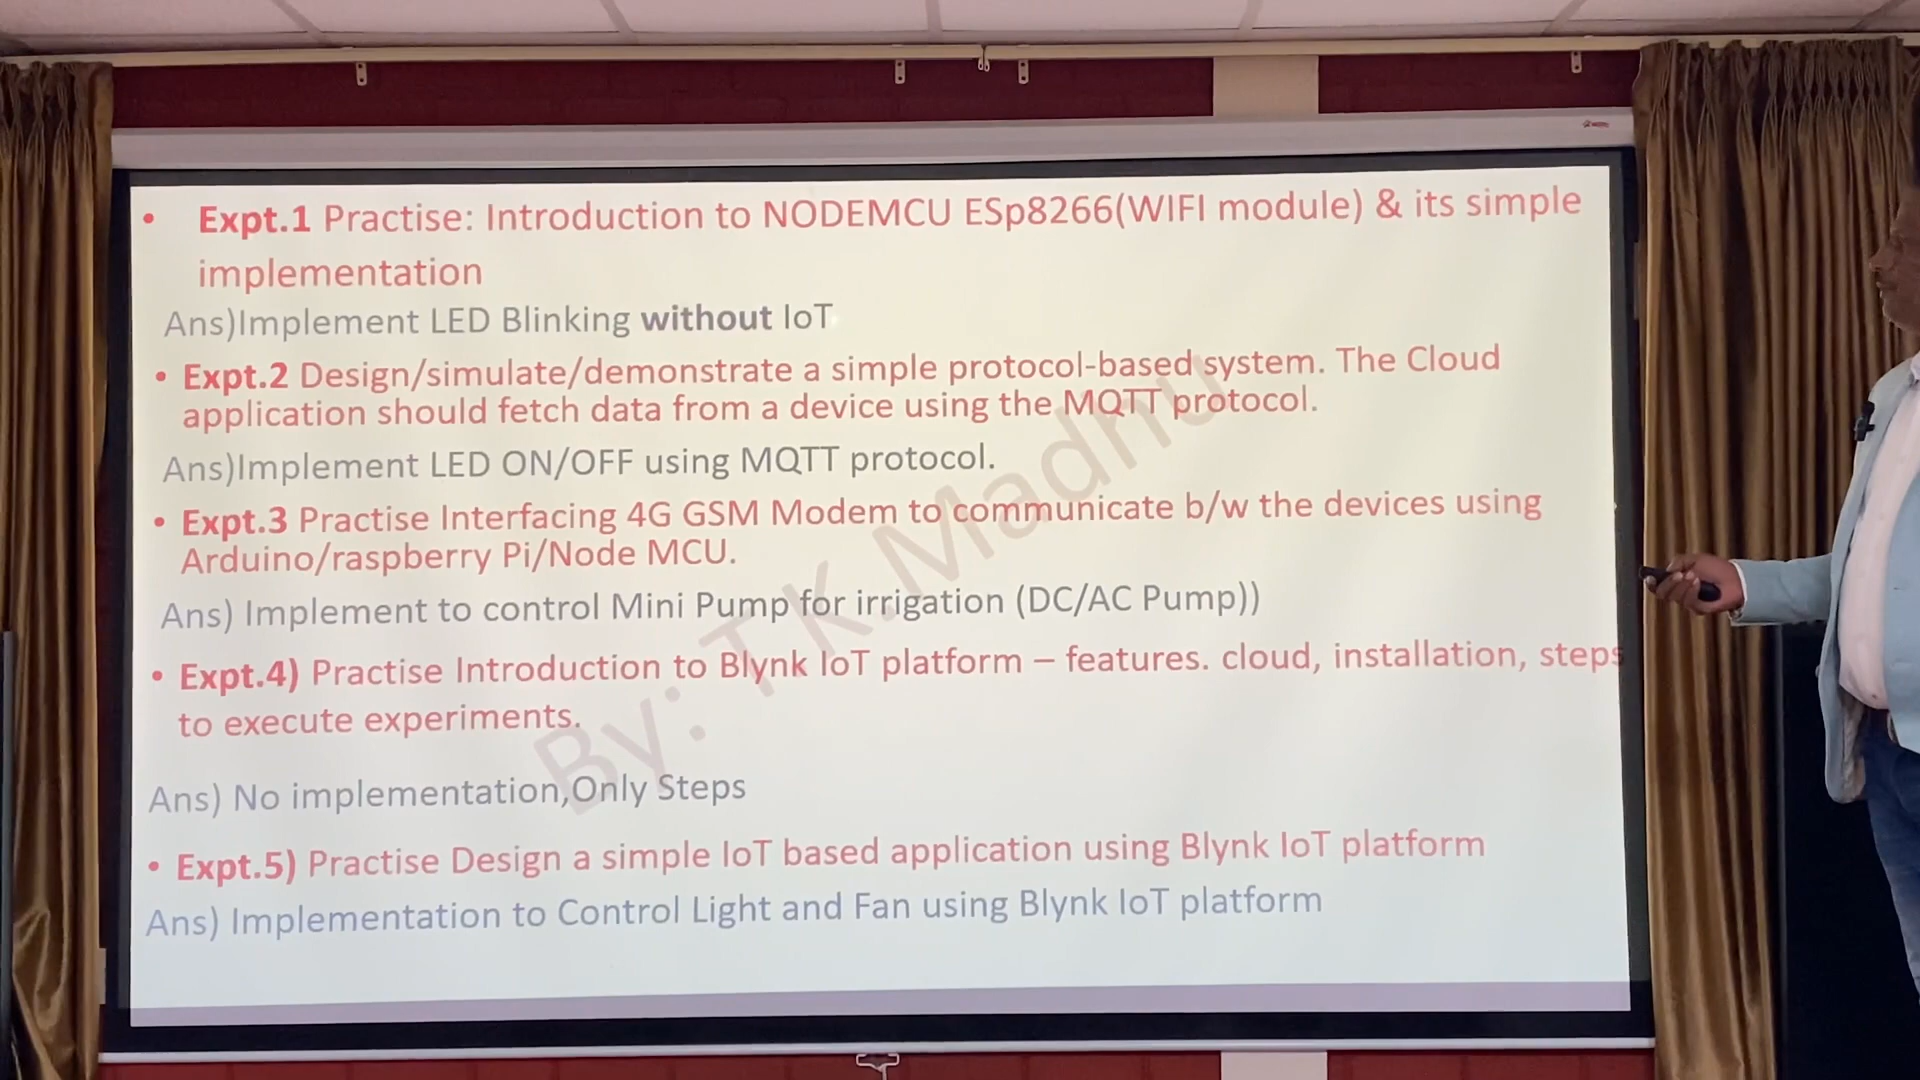 • Expt.1 Practise: Introduction to NODEMCU ESp8266(WIFI module) & its simple
implementation
Ans)Implement LED Blinking without IoT
• Expt.2 Design/simulate/demonstrate a simple protocol-based system. The Cloud
application should fetch data from a device using the MQTT protocol.
Ans)Implement LED ON/OFF using MQTT protocol.
• Expt.3 Practise Interfacing 4G GSM Modem to communicate b/w the devices using
Arduino/raspberry Pi/Node MCU.
Ans) Implement to control Mini Pump for irrigation (DC/AC Pump))
• Expt.4) Practise Introduction to Blynk IoT platform – features. cloud, installation, steps
to execute experiments.
Ans) No implementation,Only Steps
• Expt.5) Practise Design a simple IoT based application using Blynk IoT platform
Ans) Implementation to Control Light and Fan using Blynk IoT platform
By: T K.Madhu